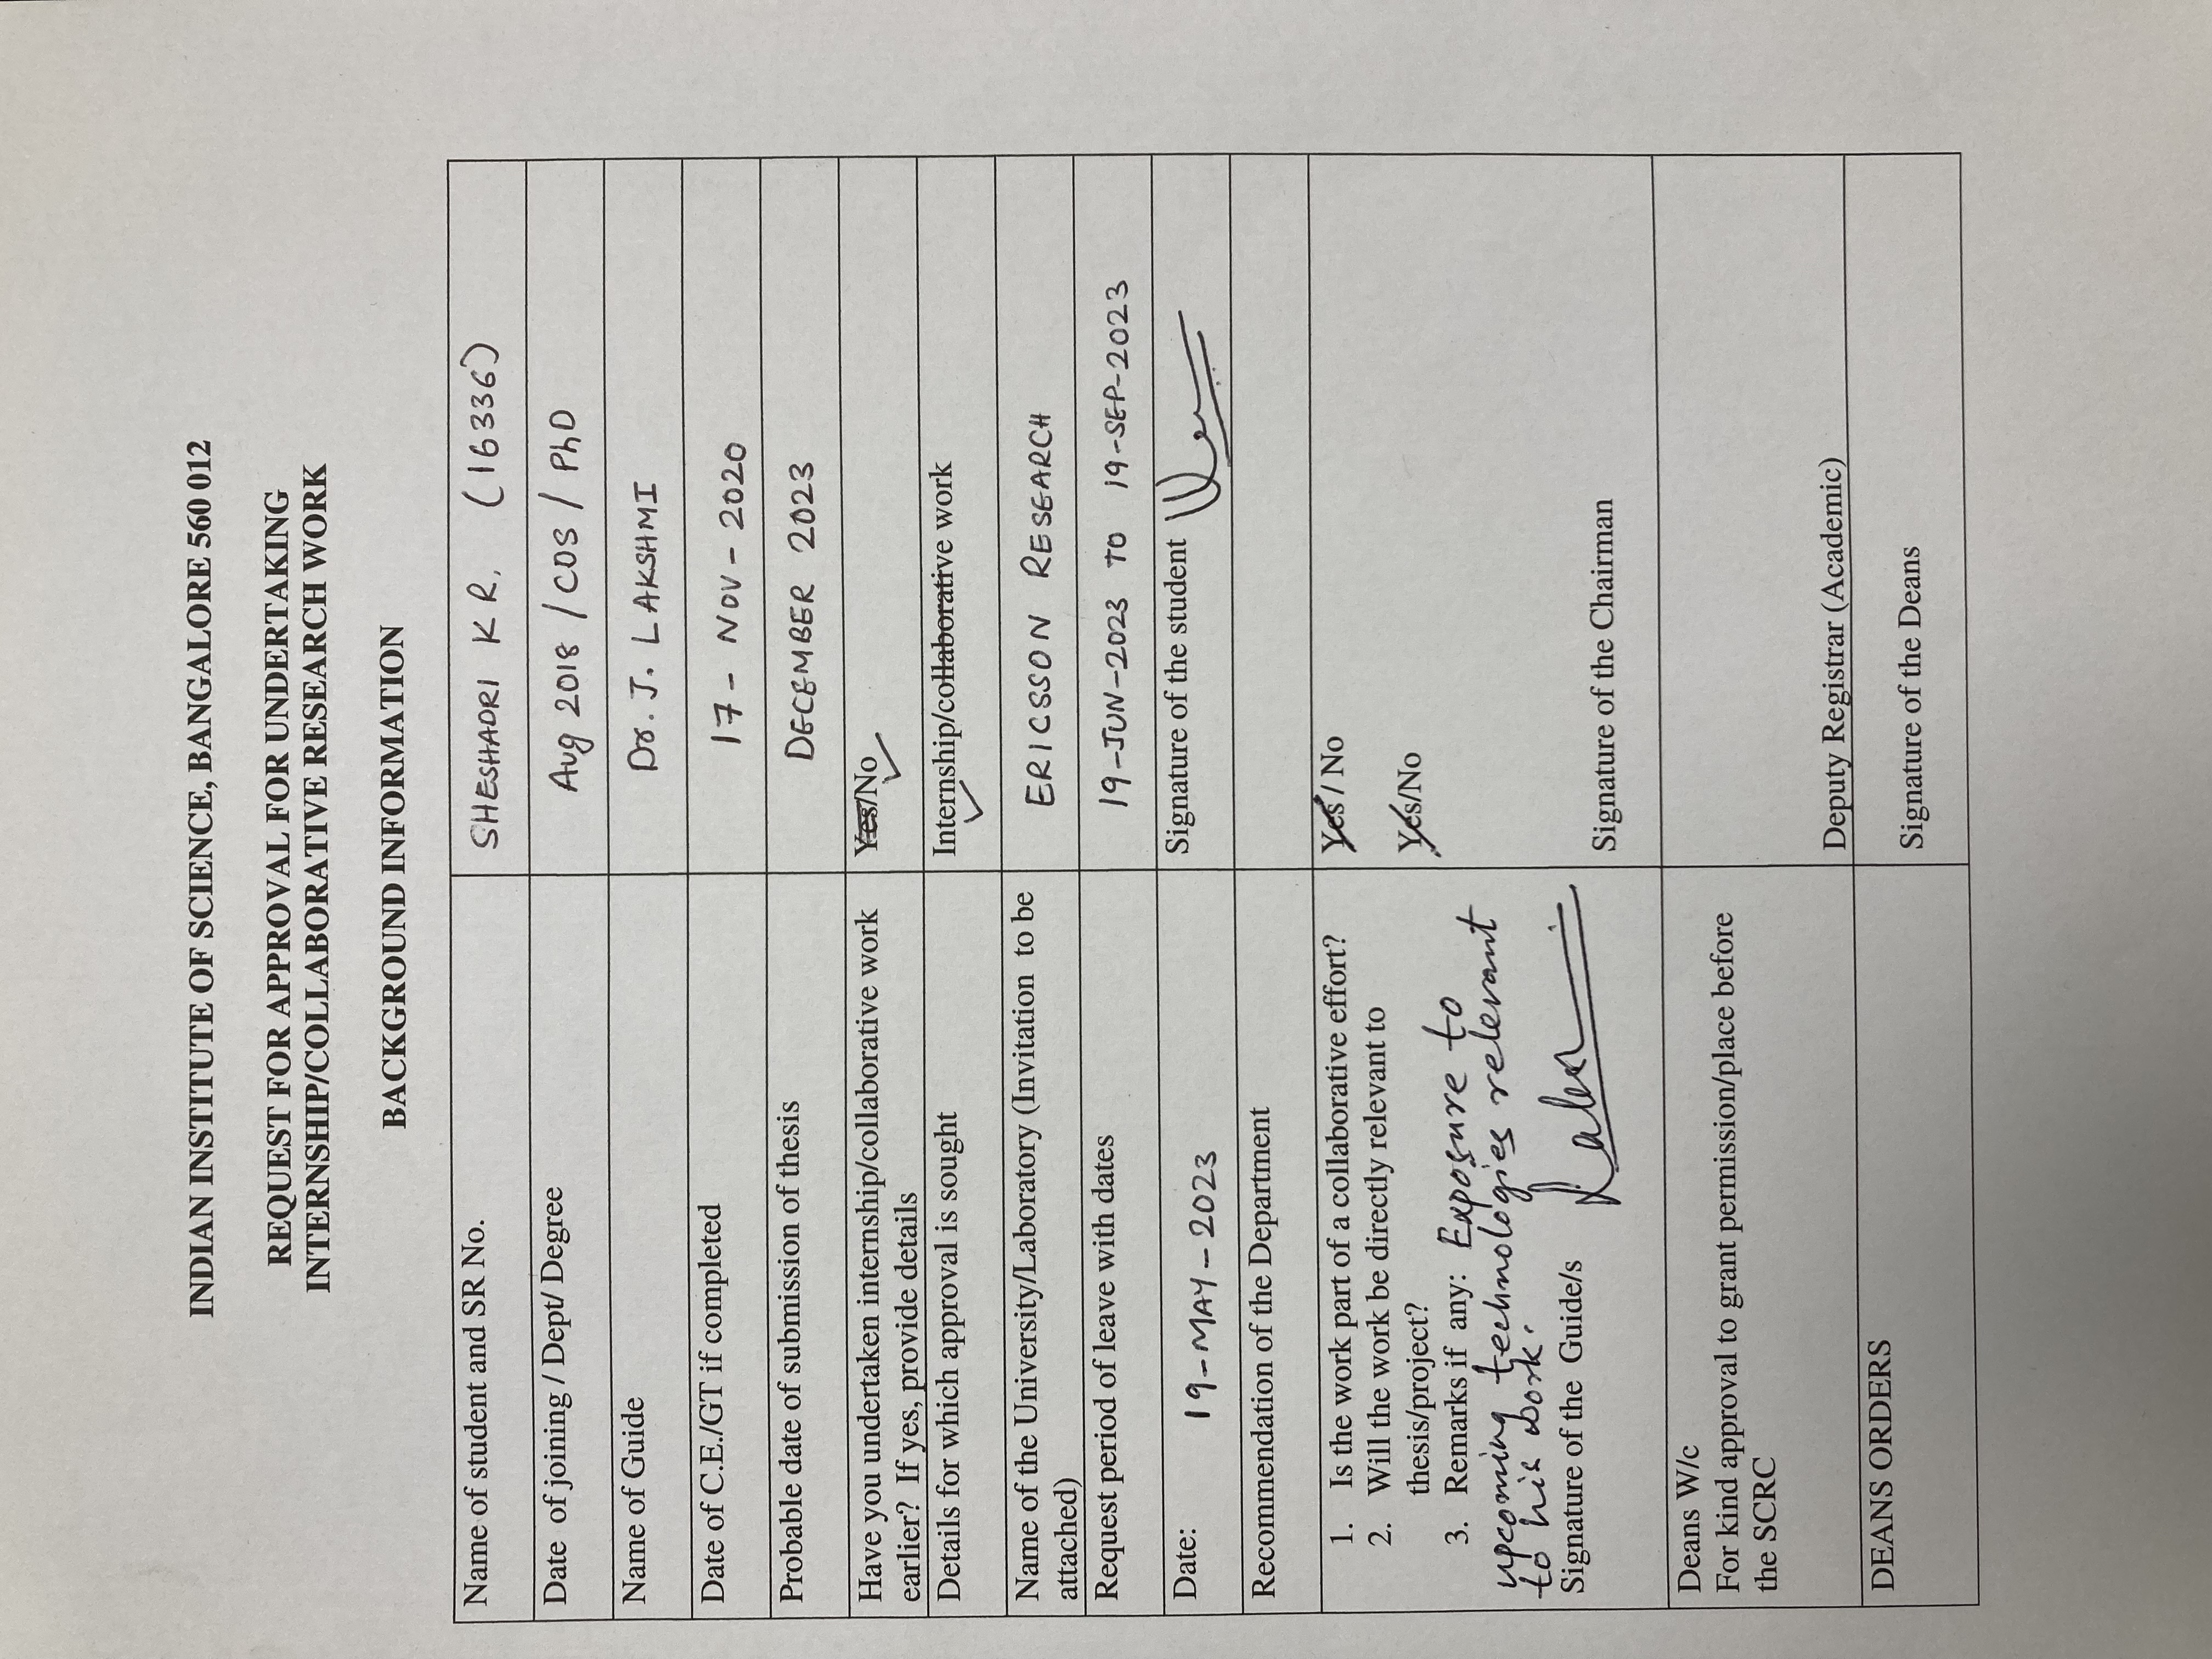 INDIAN INSTITUTE OF SCIENCE, BANGALORE 560 012
REQUEST FOR APPROVAL FOR UNDERTAKING
INTERNSHIP/COLLABORATIVE RESEARCH WORK
BACKGROUND INFORMATION
Name of student and SR No.
SHESHADRI K R. (16336)
Date of joining / Dept/ Degree
Aug 2018 / CDS / PhD
Name of Guide
Dr. J. LAKSHMI
Date of C.E./GT if completed
17- NOV - 2020
Probable date of submission of thesis
DECEMBER 2023
Have you undertaken internship/collaborative work
earlier? If yes, provide details
Yes/No
Details for which approval is sought
Internship/collaborative work
Name of the University/Laboratory (Invitation to be
attached)
ERICSSON RESEARCH
Request period of leave with dates
19-JUN-2023 TO 19-SEP-2023
Date: 19-MAY-2023
Signature of the student
Recommendation of the Department
1. Is the work part of a collaborative effort?
Yes / No
2. Will the work be directly relevant to
thesis/project?
Yes/No
3. Remarks if any: Exposure to
upcoming technologies relevant
to his work.
Signature of the Guide/s
Signature of the Chairman
Deans W/c
For kind approval to grant permission/place before
the SCRC
Deputy Registrar (Academic)
DEANS ORDERS
Signature of the Deans